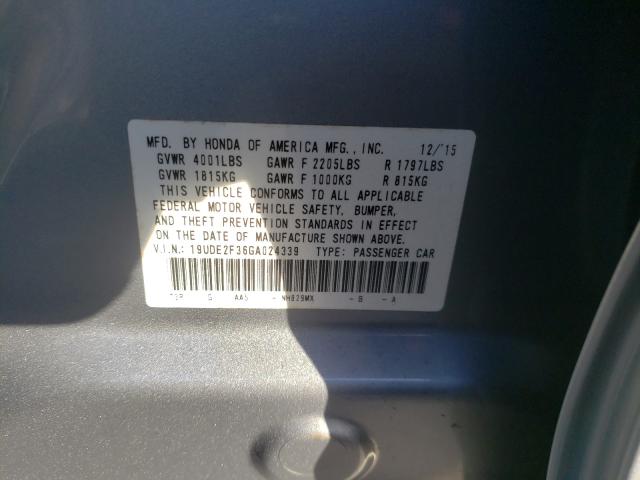 MFD. BY HONDA OF AMERICA MFG., INC. 12/'15
GVWR 4001LBS GAWR F 2205LBS R 1797LBS
GVWR 1815KG GAWR F 1000KG R 815KG
THIS VEHICLE CONFORMS TO ALL APPLICABLE
FEDERAL MOTOR VEHICLE SAFETY, BUMPER,
AND THEFT PREVENTION STANDARDS IN EFFECT
ON THE DATE OF MANUFACTURE SHOWN ABOVE.
V.I.N.: 19UDE2F36GA024339 TYPE: PASSENGER CAR
G AA5 - NH829MX - B - A